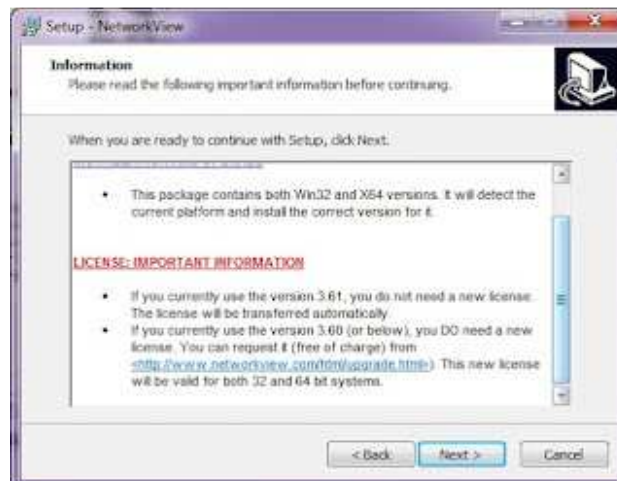 Setup - NetworkView
Information
Please read the following important information before continuing.
When you are ready to continue with Setup, click Next.
• This package contains both Win32 and X64 versions. It will detect the
current platform and install the correct version for it.
LICENSE: IMPORTANT INFORMATION
• If you currently use the version 3.61, you do not need a new license.
The license will be transferred automatically.
• If you currently use the version 3.60 (or below), you DO need a new
license. You can request it (free of charge) from
<http://www.networkview.com/html/upgrade.html>). This new license
will be valid for both 32 and 64 bit systems.
< Back
Next >
Cancel